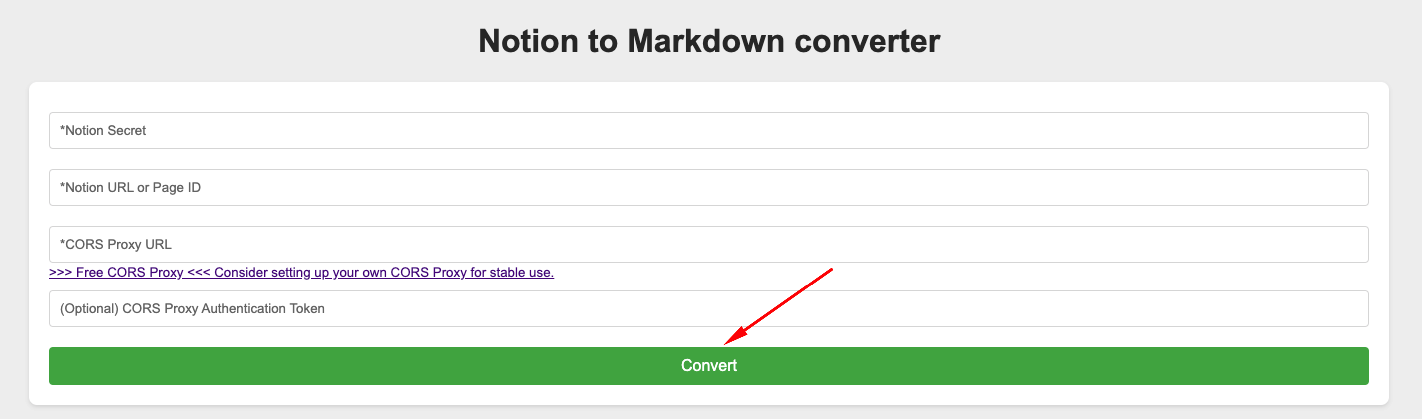 Notion to Markdown converter
*Notion Secret
*Notion URL or Page ID
*CORS Proxy URL
>>> Free CORS Proxy <<< Consider setting up your own CORS Proxy for stable use.
(Optional) CORS Proxy Authentication Token
Convert